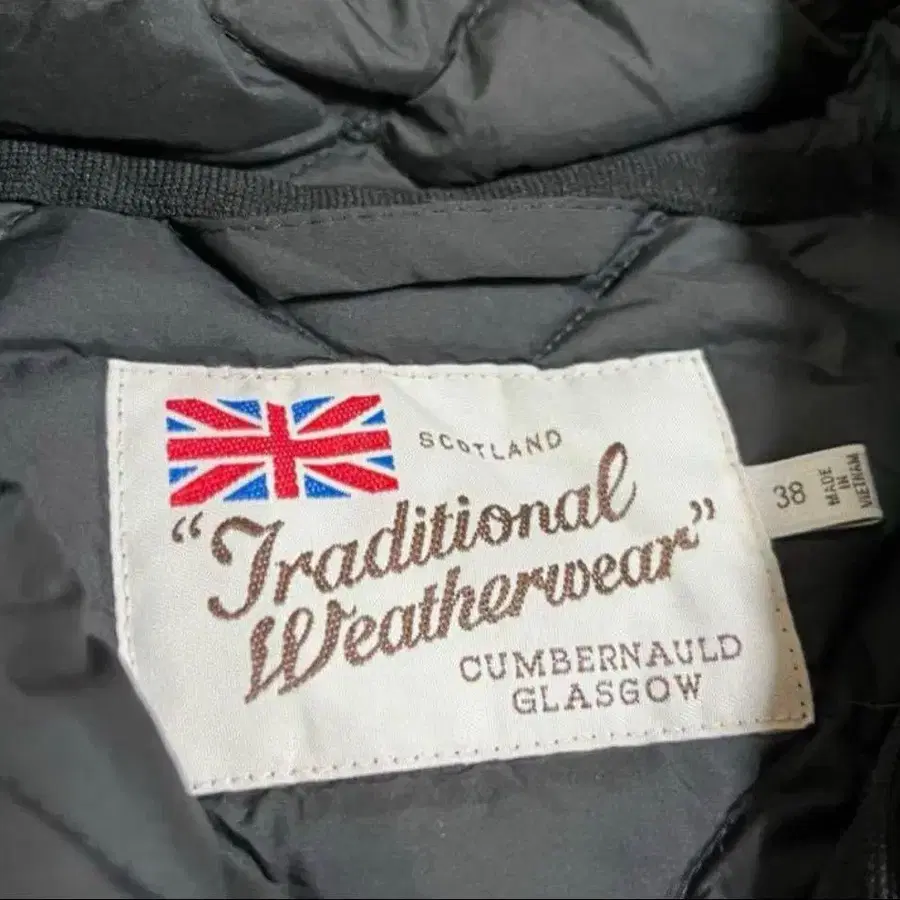 SCOTLAND
"Traditional
Weatherwear"
CUMBERNAULD
GLASGOW
38
MADE
IN
VIETNAM